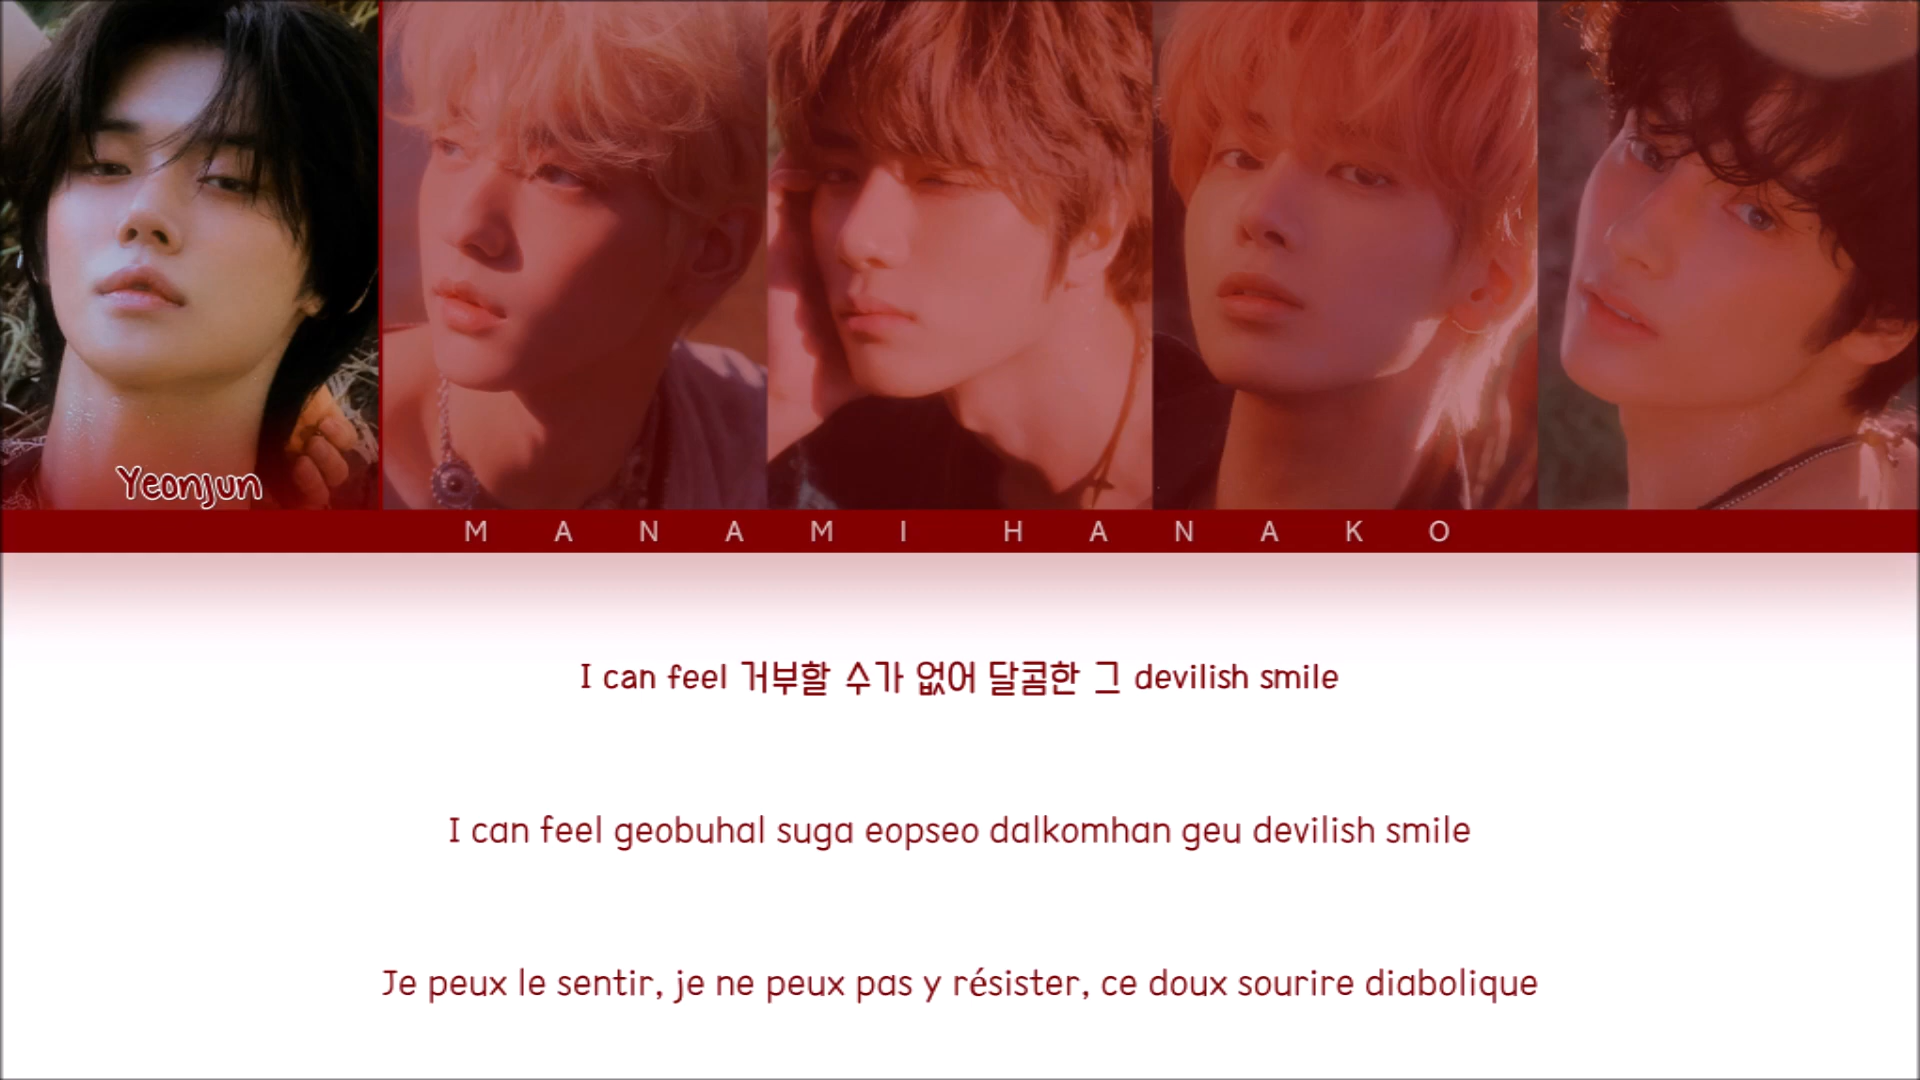 Yeonjun
MANAMI HANAKO
I can feel 거부할 수가 없어 달콤한 그 devilish smile
I can feel geobuhal suga eopseo dalkomhan geu devilish smile
Je peux le sentir, je ne peux pas y résister, ce doux sourire diabolique